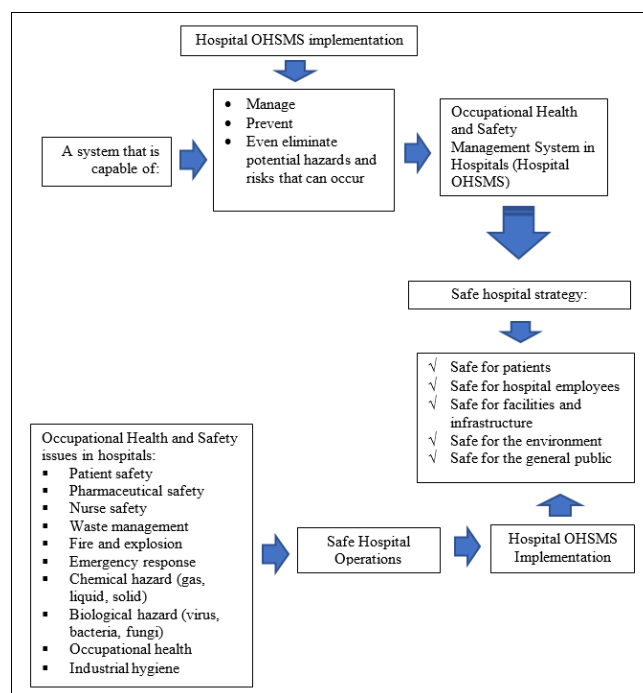 Hospital OHSMS implementation
A system that is
capable of:
• Manage
• Prevent
• Even eliminate
potential hazards and
risks that can occur
Occupational Health
and Safety
Management System in
Hospitals (Hospital
OHSMS)
Safe hospital strategy:
√ Safe for patients
√ Safe for hospital employees
√ Safe for facilities and
infrastructure
√ Safe for the environment
√ Safe for the general public
Occupational Health and Safety
issues in hospitals:
▪ Patient safety
▪ Pharmaceutical safety
▪ Nurse safety
▪ Waste management
▪ Fire and explosion
▪ Emergency response
▪ Chemical hazard (gas,
liquid, solid)
▪ Biological hazard (virus,
bacteria, fungi)
▪ Occupational health
▪ Industrial hygiene
Safe Hospital
Operations
Hospital OHSMS
Implementation